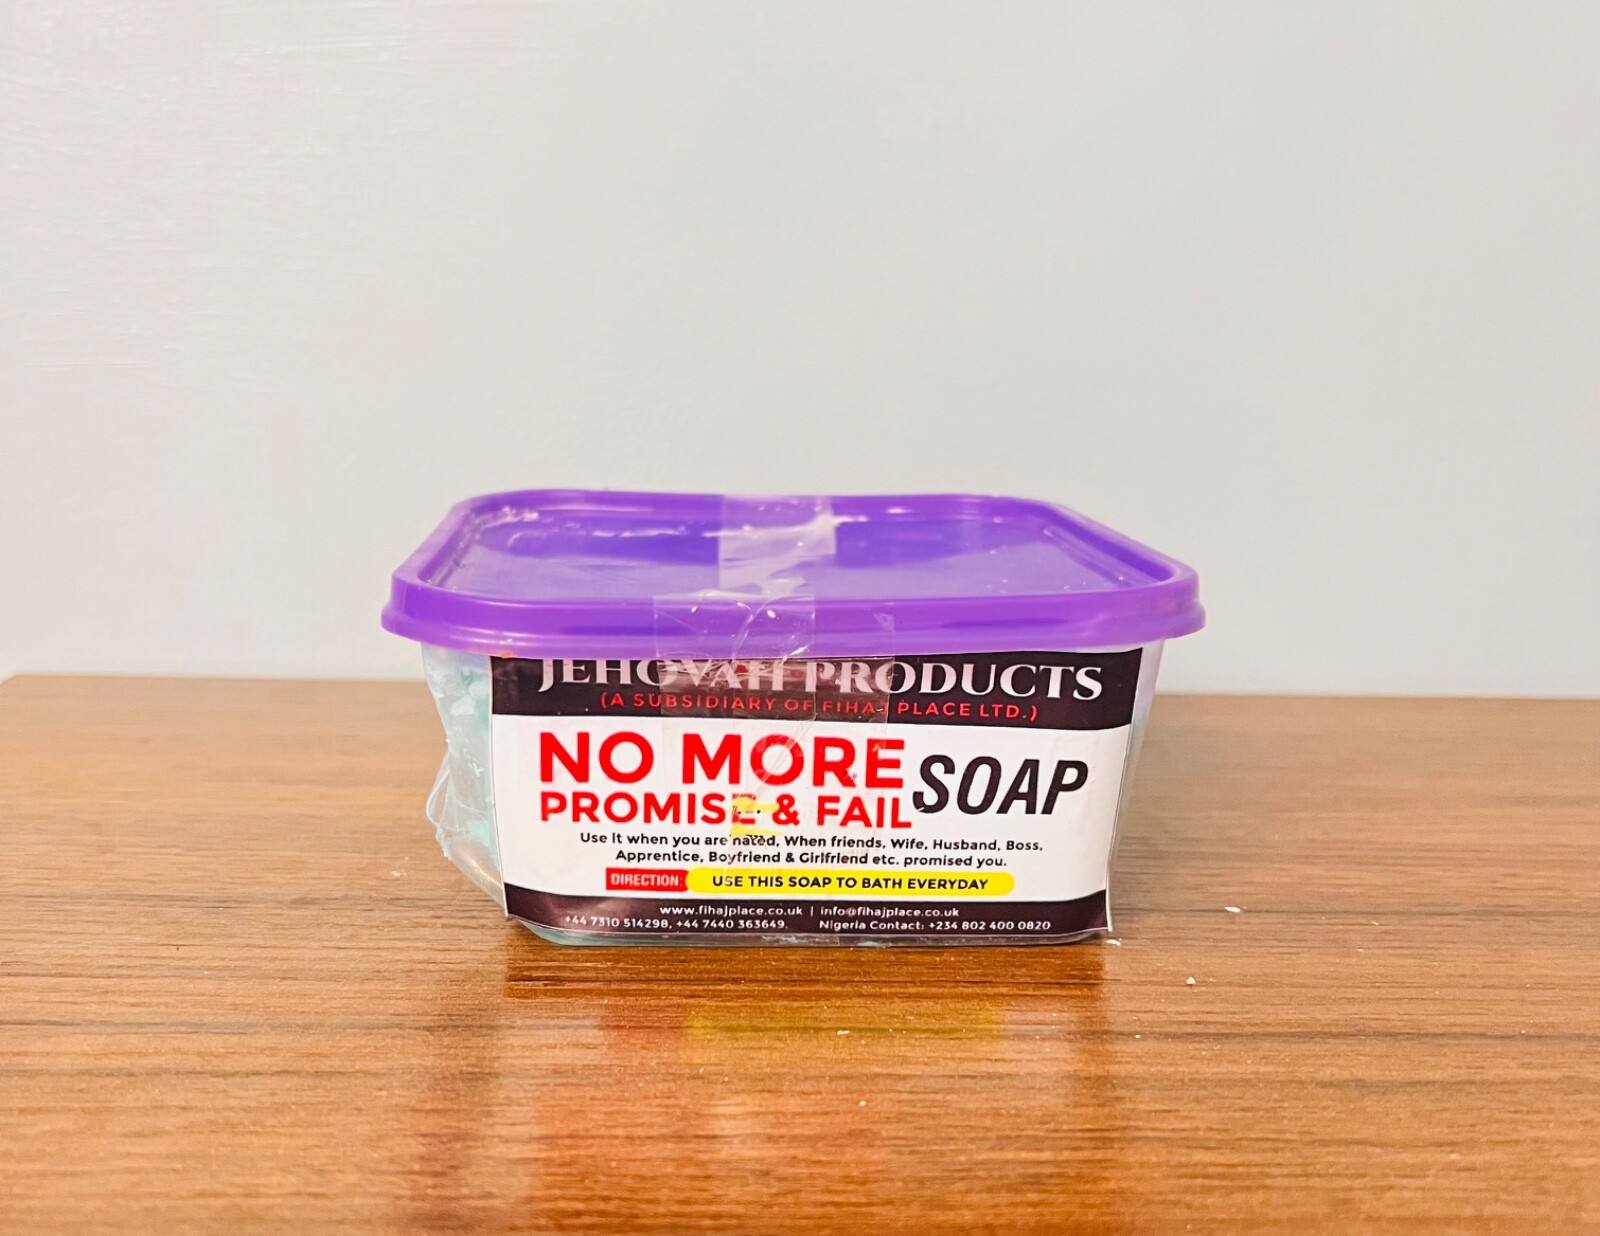 JEHOVAH PRODUCTS
(A SUBSIDIARY OF FIHAJ PLACE LTD.)
NO MORE
PROMISE & FAIL
SOAP
Use it when you are hated, When friends, Wife, Husband, Boss,
Apprentice, Boyfriend & Girlfriend etc. promised you.
DIRECTION: USE THIS SOAP TO BATH EVERYDAY
www.fihajplace.co.uk | info@fihajplace.co.uk
+44 7310 514298, +44 7440 363649. Nigeria Contact: +234 802 400 0820